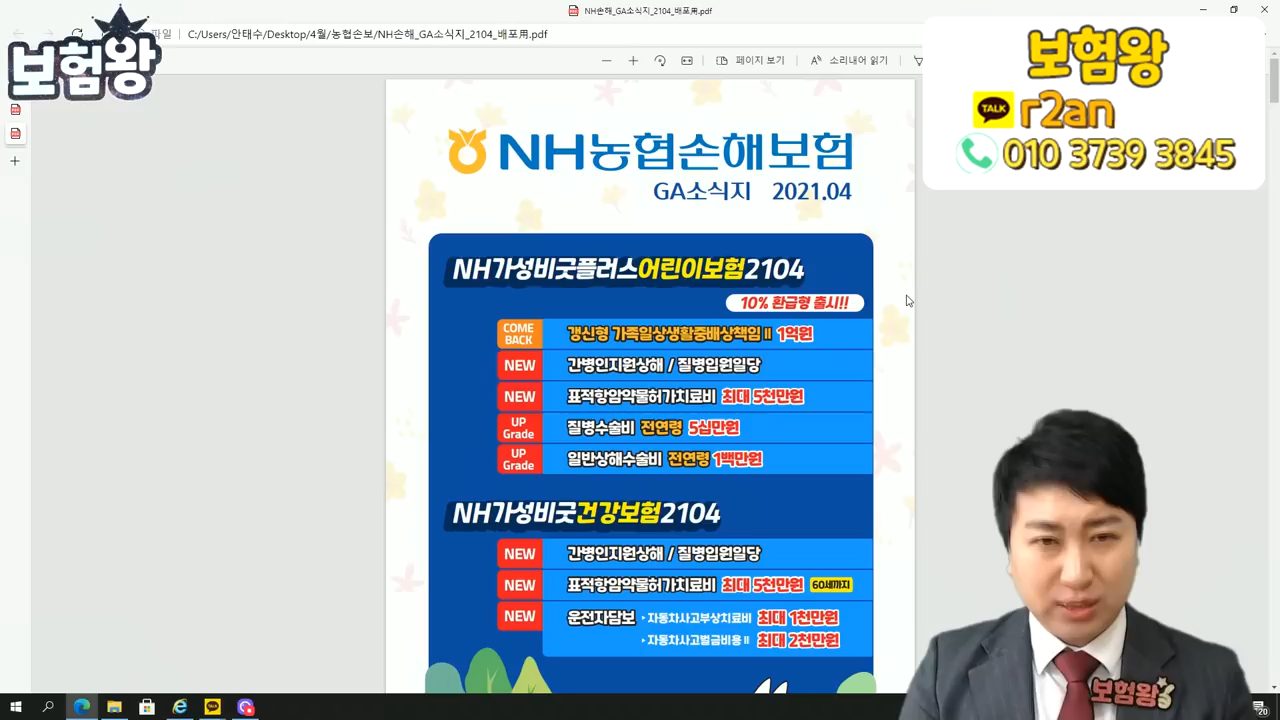 NH손해_GA소식지_2104_배포用.pdf
보험왕
파일
C:/Users/안태수/Desktop/4월/농협손보/NH손해_GA소식지_2104_배포用.pdf
페이지 보기
소리내어 읽기
보험왕
TALK r2an
010 3739 3845
NH농협손해보험
GA소식지 2021.04
NH가성비굿플러스어린이보험2104
10% 환급형 출시!!
COME BACK 갱신형 가족일상생활중배상책임Ⅱ 1억원
NEW 간병인지원상해 / 질병입원일당
NEW 표적항암약물허가치료비 최대 5천만원
UP Grade 질병수술비 전연령 5십만원
UP Grade 일반상해수술비 전연령 1백만원
NH가성비굿건강보험2104
NEW 간병인지원상해 / 질병입원일당
NEW 표적항암약물허가치료비 최대 5천만원 60세까지
NEW 운전자담보 ▸자동차사고부상치료비 최대 1천만원
▸자동차사고벌금비용Ⅱ 최대 2천만원
보험왕
20